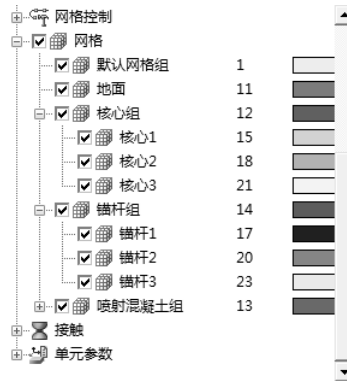 网格控制
网格
默认网格组 1
地面 11
核心组 12
核心1 15
核心2 18
核心3 21
锚杆组 14
锚杆1 17
锚杆2 20
锚杆3 23
喷射混凝土组 13
接触
单元参数